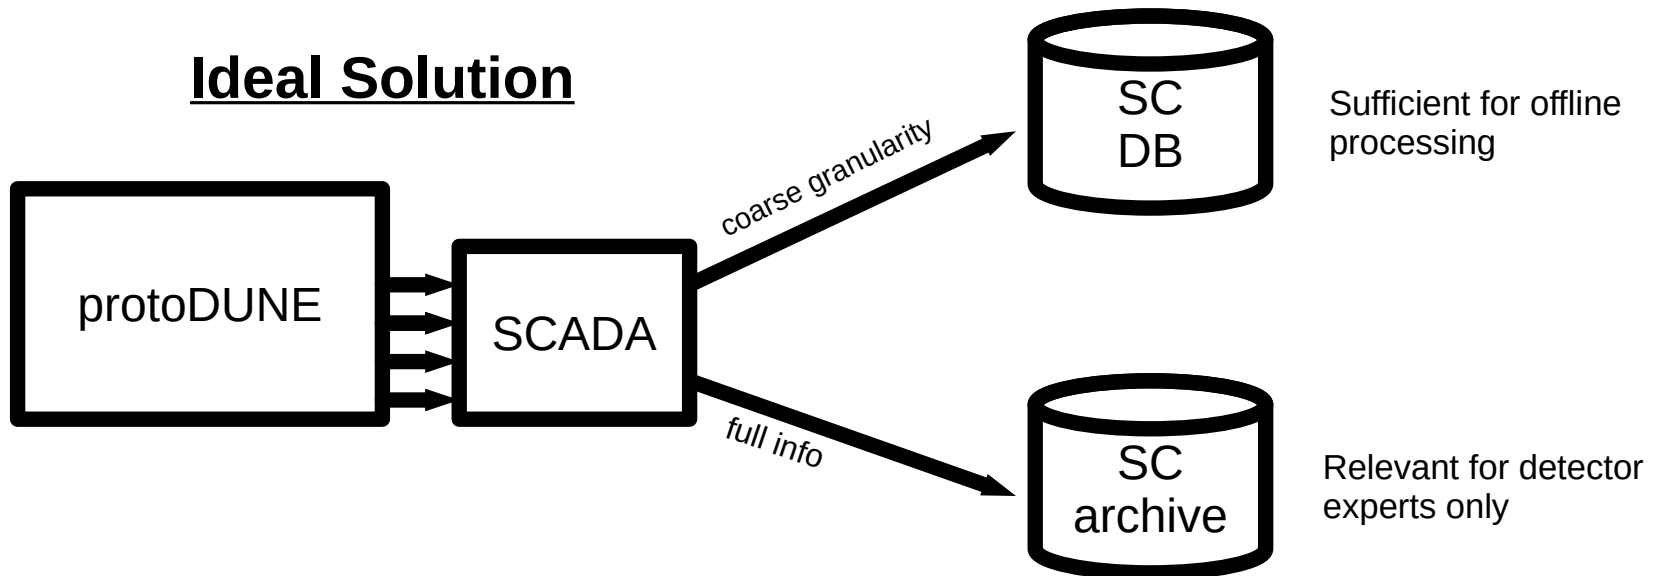 Ideal Solution
coarse granularity
SC
DB
Sufficient for offline
processing
protoDUNE
SCADA
full info
SC
archive
Relevant for detector
experts only